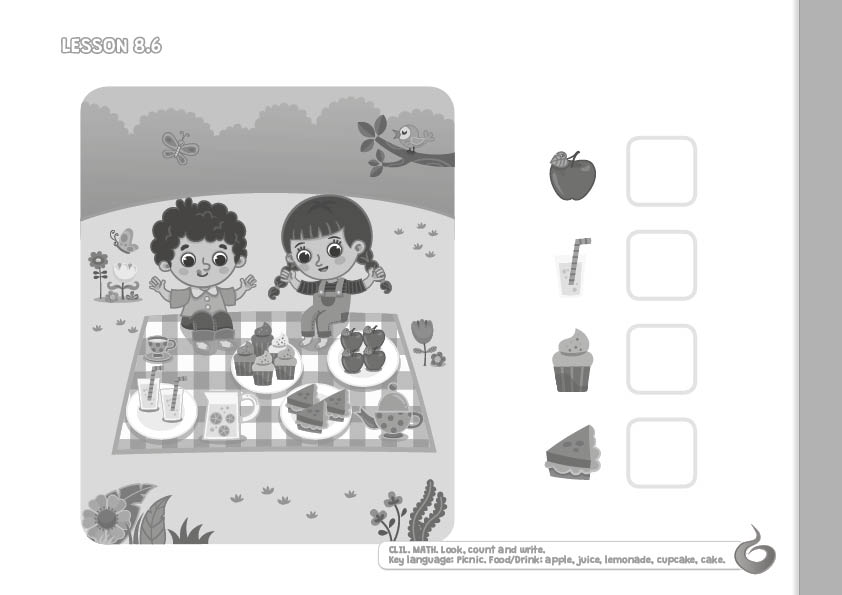 LESSON 8.6
CLIL. MATH. Look, count and write.
Key language: Picnic. Food/Drink: apple, juice, lemonade, cupcake, cake.